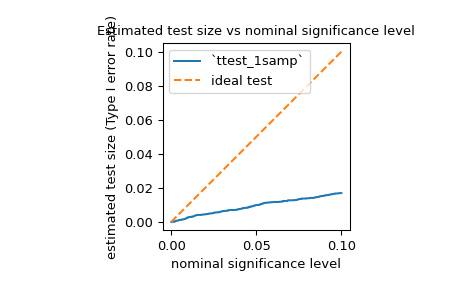 Estimated test size vs nominal significance level
estimated test size (Type I error rate)
0.10
0.08
0.06
0.04
0.02
0.00
`ttest_1samp`
ideal test
0.00 0.05 0.10
nominal significance level